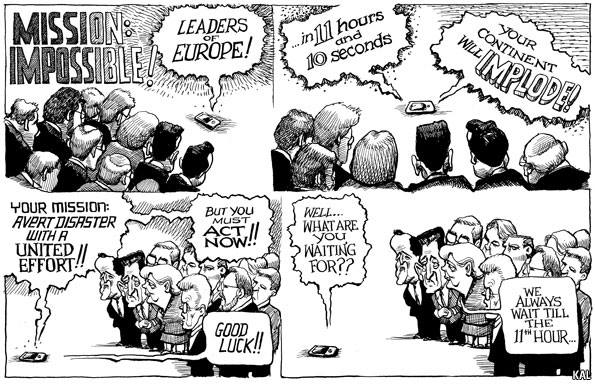 MISSION:
IMPOSSIBLE!
LEADERS
OF
EUROPE!
...in 11 hours
and
10 seconds
YOUR
CONTINENT
WILL IMPLODE!!
YOUR MISSION:
AVERT DISASTER
WITH A
UNITED
EFFORT!!
BUT YOU
MUST
ACT
NOW!!
GOOD
LUCK!!
WELL...
WHAT ARE
YOU
WAITING
FOR??
WE
ALWAYS
WAIT TILL
THE
11TH HOUR...
KAL